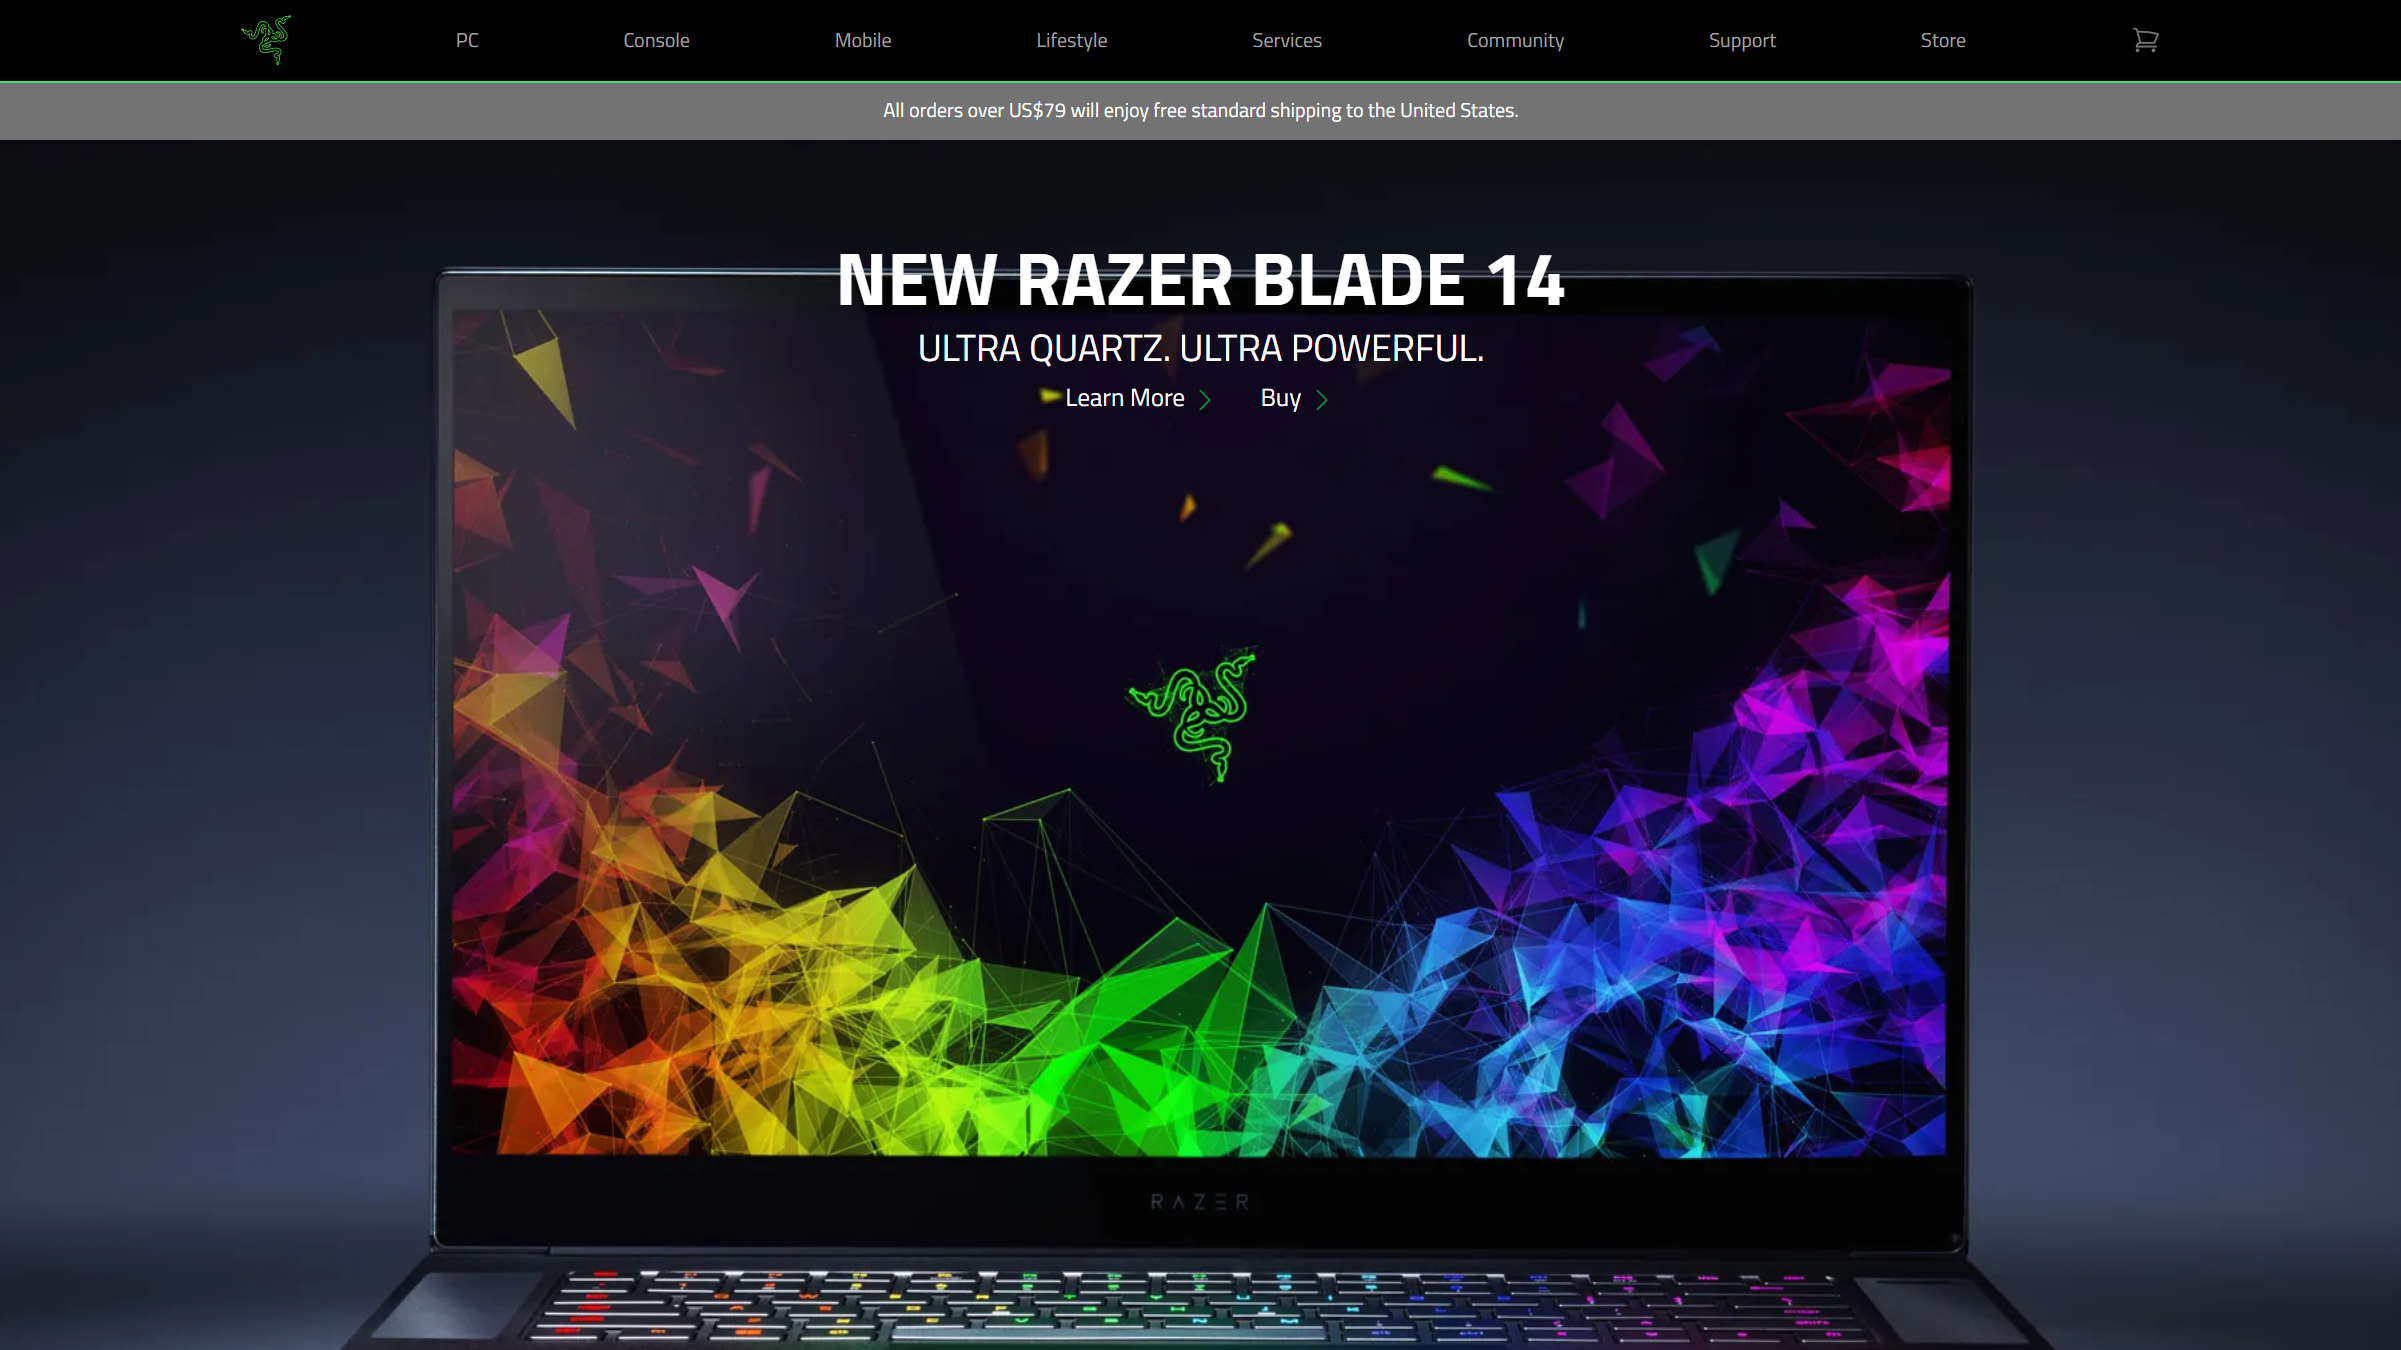 PC Console Mobile Lifestyle Services Community Support Store
All orders over US$79 will enjoy free standard shipping to the United States.
NEW RAZER BLADE 14
ULTRA QUARTZ. ULTRA POWERFUL.
Learn More Buy
RAZER